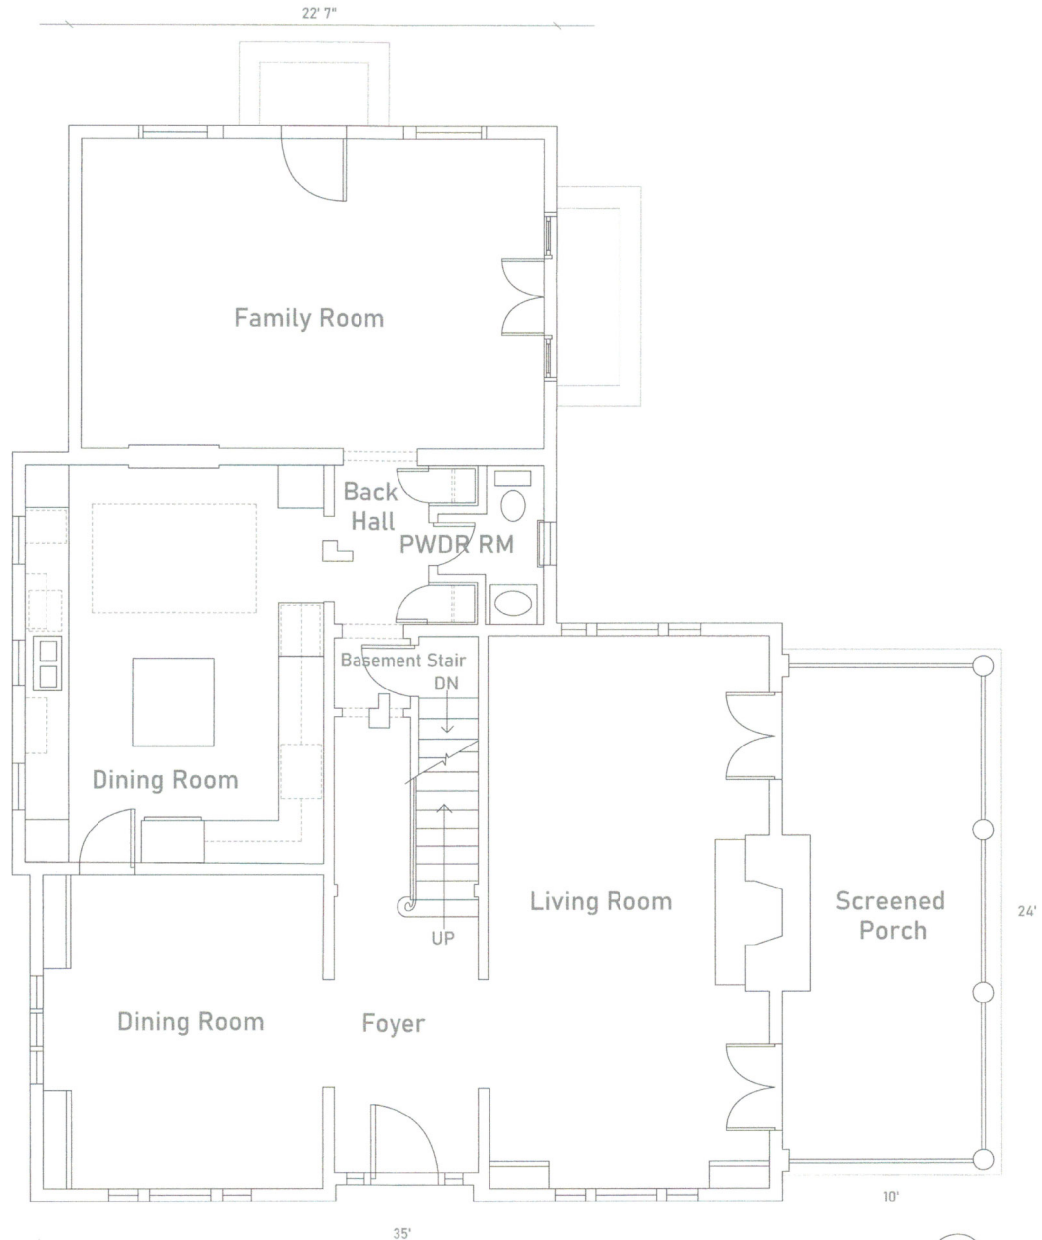 22' 7"
Family Room
Back
Hall
PWDR RM
Basement Stair
DN
Dining Room
Living Room
Screened
Porch
24'
UP
Dining Room
Foyer
10'
35'